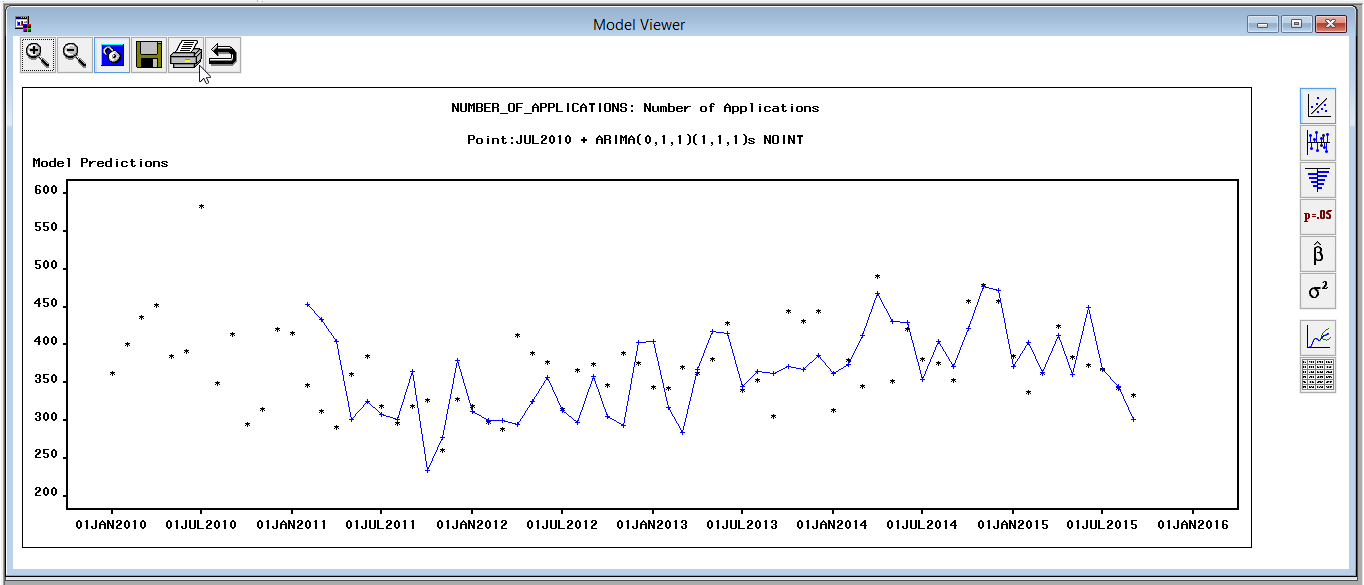 Model Viewer
NUMBER_OF_APPLICATIONS: Number of Applications
Point:JUL2010 + ARIMA(0,1,1)(1,1,1)s NOINT
Model Predictions
600
550
500
450
400
350
300
250
200
01JAN2010 01JUL2010 01JAN2011 01JUL2011 01JAN2012 01JUL2012 01JAN2013 01JUL2013 01JAN2014 01JUL2014 01JAN2015 01JUL2015 01JAN2016
p=.05
β̂
σ²